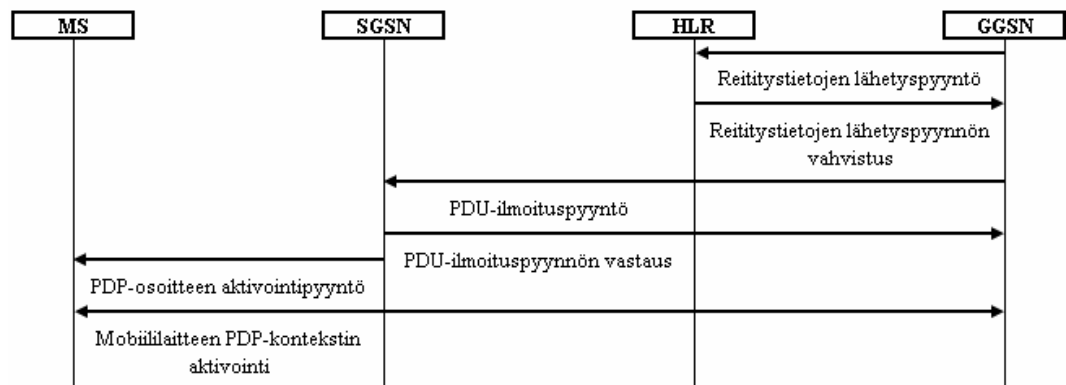 MS SGSN HLR GGSN
Reititystietojen lähetyspyyntö
Reititystietojen lähetyspyynnön
vahvistus
PDU-ilmoituspyyntö
PDU-ilmoituspyynnön vastaus
PDP-osoitteen aktivointipyyntö
Mobiililaitteen PDP-kontekstin
aktivointi